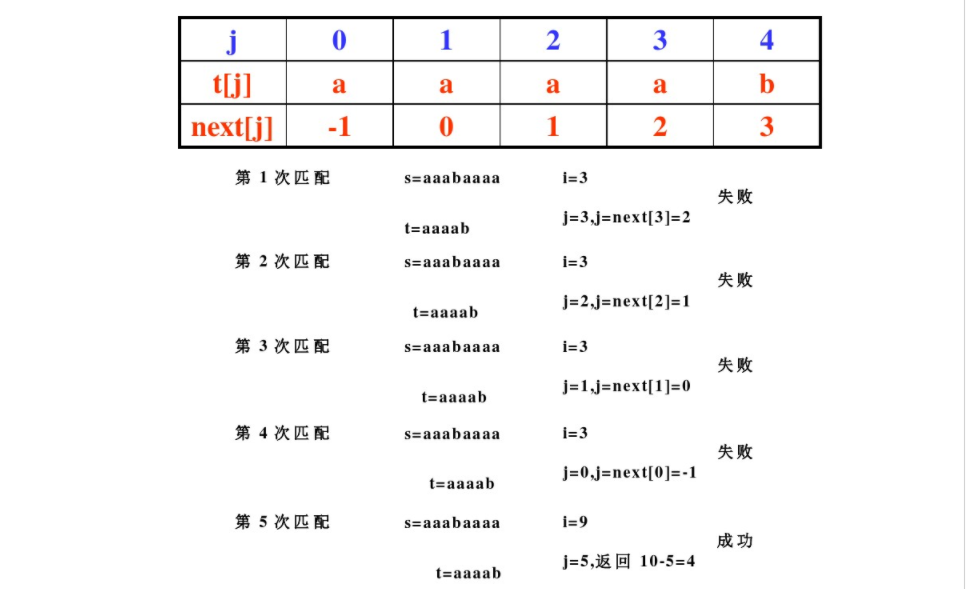 j 0 1 2 3 4
t[j] a a a a b
next[j] -1 0 1 2 3
第 1 次匹配 s=aaabaaaa i=3
失败
t=aaaab j=3,j=next[3]=2
第 2 次匹配 s=aaabaaaa i=3
失败
t=aaaab j=2,j=next[2]=1
第 3 次匹配 s=aaabaaaa i=3
失败
t=aaaab j=1,j=next[1]=0
第 4 次匹配 s=aaabaaaa i=3
失败
t=aaaab j=0,j=next[0]=-1
第 5 次匹配 s=aaabaaaa i=9
成功
t=aaaab j=5,返回 10-5=4